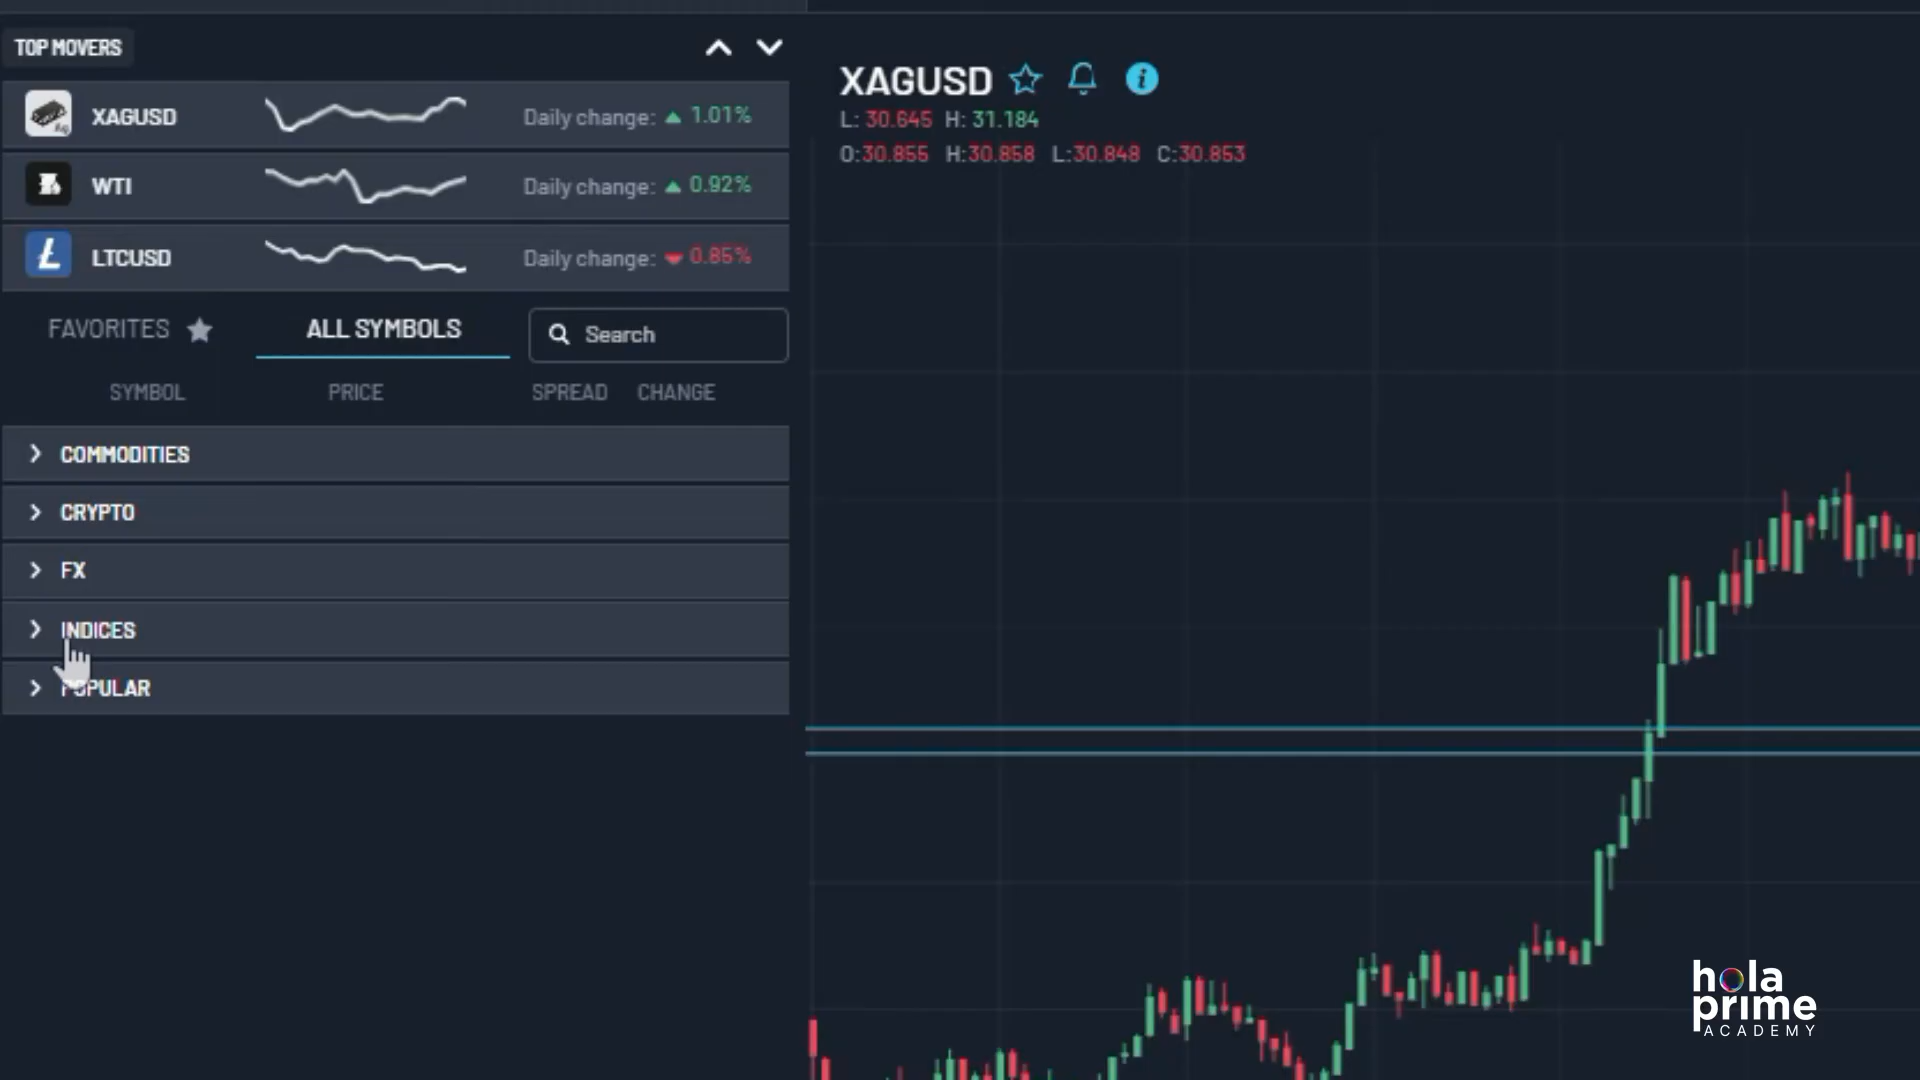 TOP MOVERS
XAGUSD Daily change: 1.01%
WTI Daily change: 0.92%
LTCUSD Daily change: 0.85%
FAVORITES ALL SYMBOLS Search
SYMBOL PRICE SPREAD CHANGE
COMMODITIES
CRYPTO
FX
INDICES
POPULAR
XAGUSD
L: 30.645 H: 31.184
O:30.855 H:30.858 L:30.848 C:30.853
hola
prime
ACADEMY